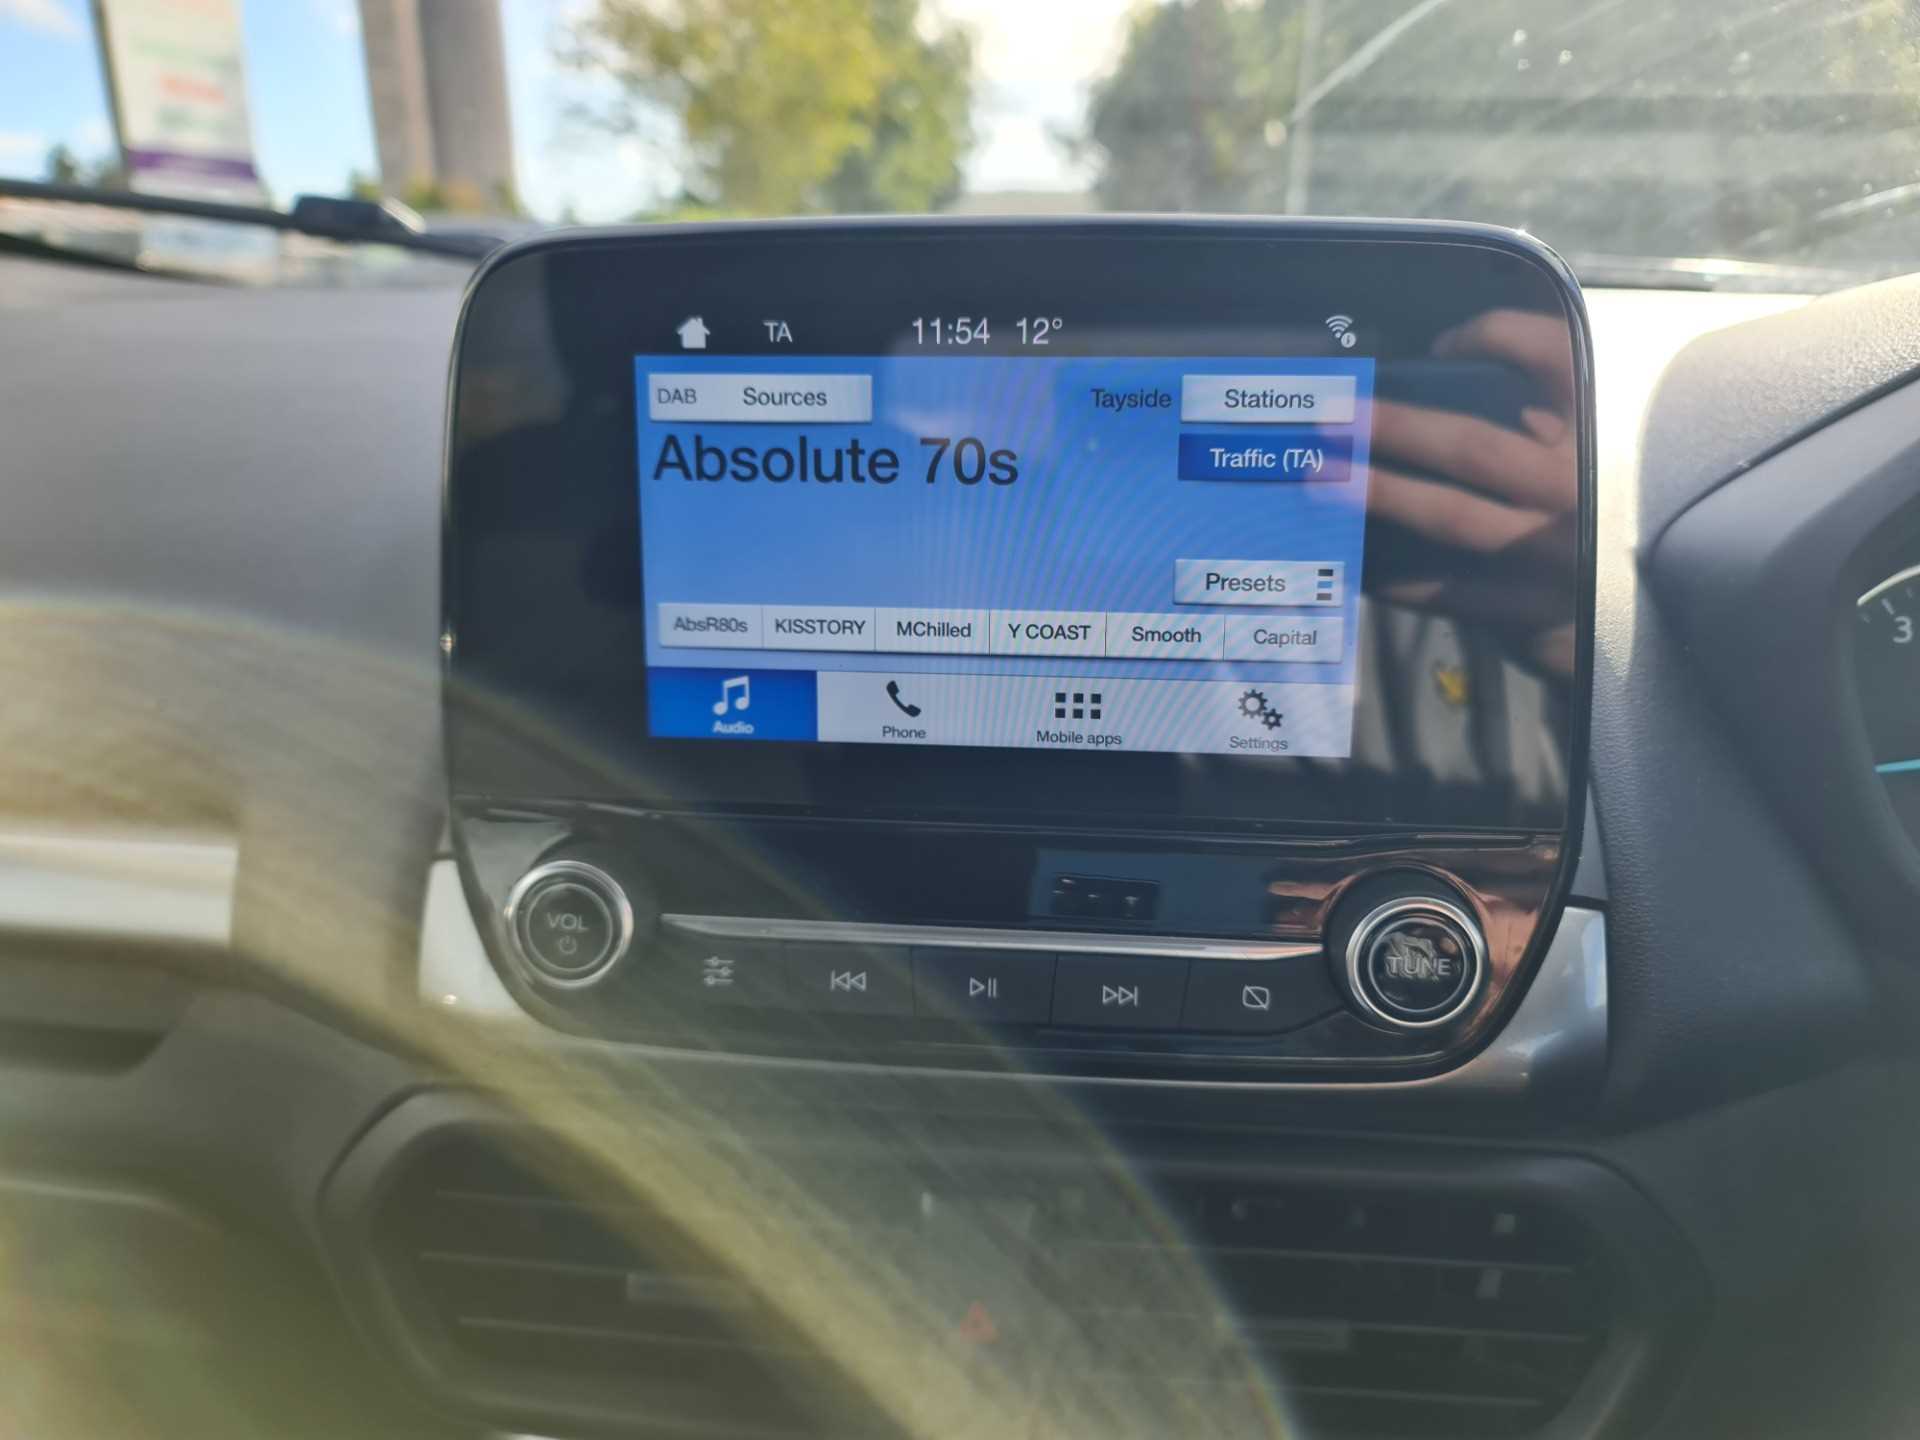 TA 11:54 12°
DAB Sources Tayside Stations
Absolute 70s Traffic (TA)
Presets
AbsR80s KISSTORY MChilled Y COAST Smooth Capital
Audio Phone Mobile apps Settings
VOL
TUNE
3